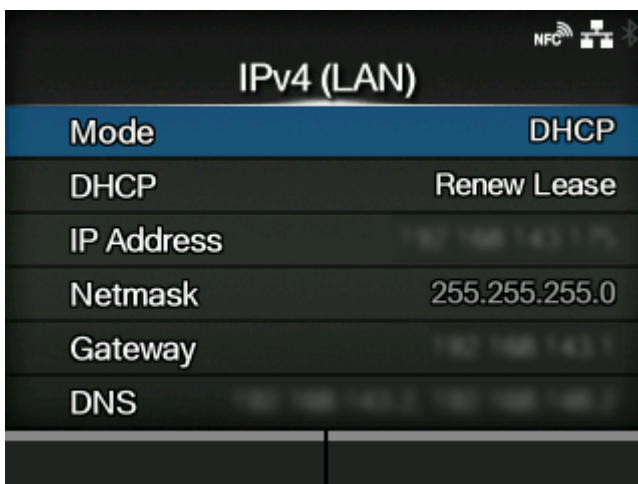 NFC
IPv4 (LAN)
Mode DHCP
DHCP Renew Lease
IP Address
Netmask 255.255.255.0
Gateway
DNS